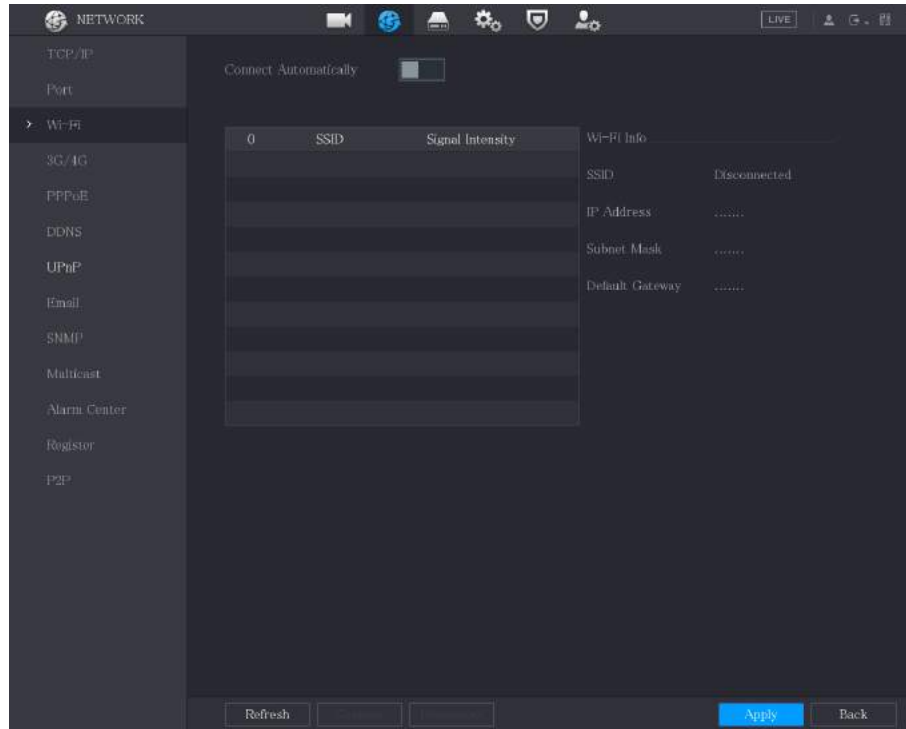 NETWORK
LIVE
TCP/IP
Port
Wi-Fi
3G/4G
PPPoE
DDNS
UPnP
Email
SNMP
Multicast
Alarm Center
Register
P2P
Connect Automatically
0 SSID Signal Intensity
Wi-Fi Info
SSID Disconnected
IP Address .......
Subnet Mask .......
Default Gateway .......
Refresh
Apply
Back